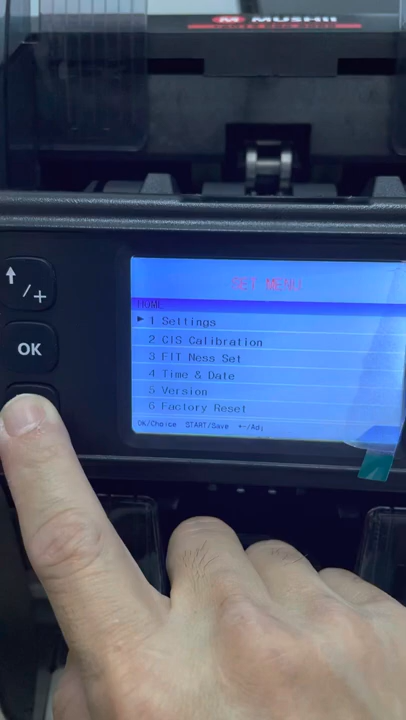 MUSHII
SET MENU
HOME
↑/+
▶ 1 Settings
2 CIS Calibration
OK
3 FIT Ness Set
4 Time & Date
5 Version
6 Factory Reset
OK/Choice START/Save +-/Adj